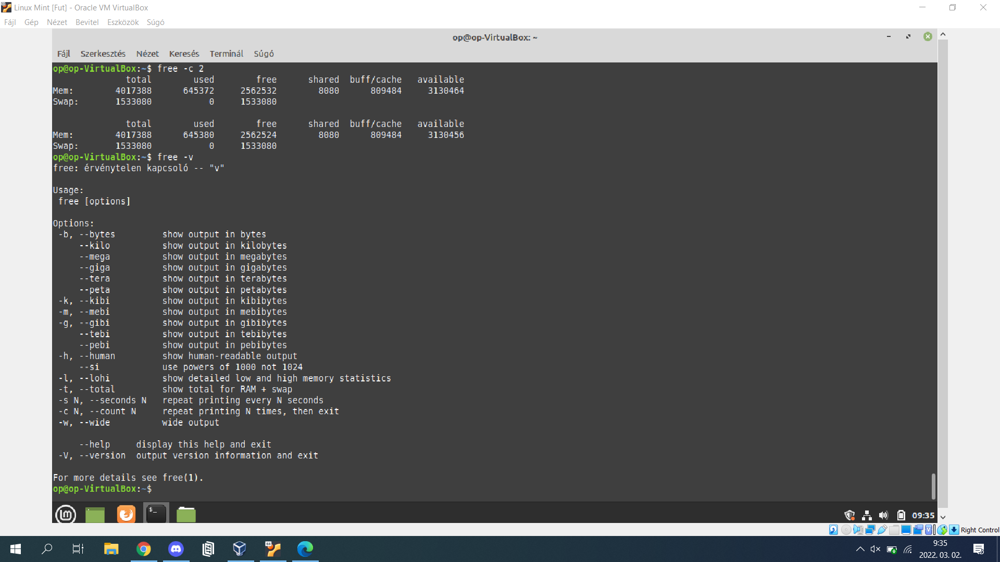 Linux Mint [Fut] - Oracle VM VirtualBox
Fájl Gép Nézet Bevitel Eszközök Súgó
op@op-VirtualBox: ~
Fájl Szerkesztés Nézet Keresés Terminál Súgó
op@op-VirtualBox:~$ free -c 2
total used free shared buff/cache available
Mem: 4017388 645372 2562532 8080 809484 3130464
Swap: 1533080 0 1533080
total used free shared buff/cache available
Mem: 4017388 645380 2562524 8080 809484 3130456
Swap: 1533080 0 1533080
op@op-VirtualBox:~$ free -v
free: érvénytelen kapcsoló -- "v"
Usage:
free [options]
Options:
-b, --bytes show output in bytes
--kilo show output in kilobytes
--mega show output in megabytes
--giga show output in gigabytes
--tera show output in terabytes
--peta show output in petabytes
-k, --kibi show output in kibibytes
-m, --mebi show output in mebibytes
-g, --gibi show output in gibibytes
--tebi show output in tebibytes
--pebi show output in pebibytes
-h, --human show human-readable output
--si use powers of 1000 not 1024
-l, --lohi show detailed low and high memory statistics
-t, --total show total for RAM + swap
-s N, --seconds N repeat printing every N seconds
-c N, --count N repeat printing N times, then exit
-w, --wide wide output
--help display this help and exit
-V, --version output version information and exit
For more details see free(1).
op@op-VirtualBox:~$
09:35
Right Control
9:35
2022. 03. 02.